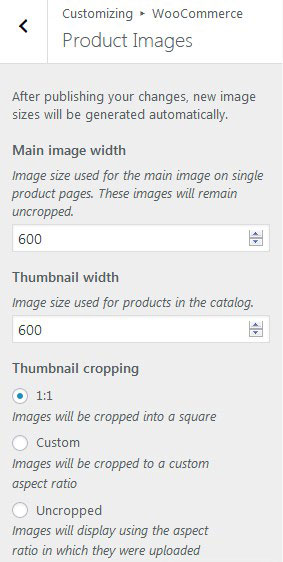 Customizing ▸ WooCommerce
Product Images
After publishing your changes, new image
sizes will be generated automatically.
Main image width
Image size used for the main image on single
product pages. These images will remain
uncropped.
600
Thumbnail width
Image size used for products in the catalog.
600
Thumbnail cropping
1:1
Images will be cropped into a square
Custom
Images will be cropped to a custom
aspect ratio
Uncropped
Images will display using the aspect
ratio in which they were uploaded